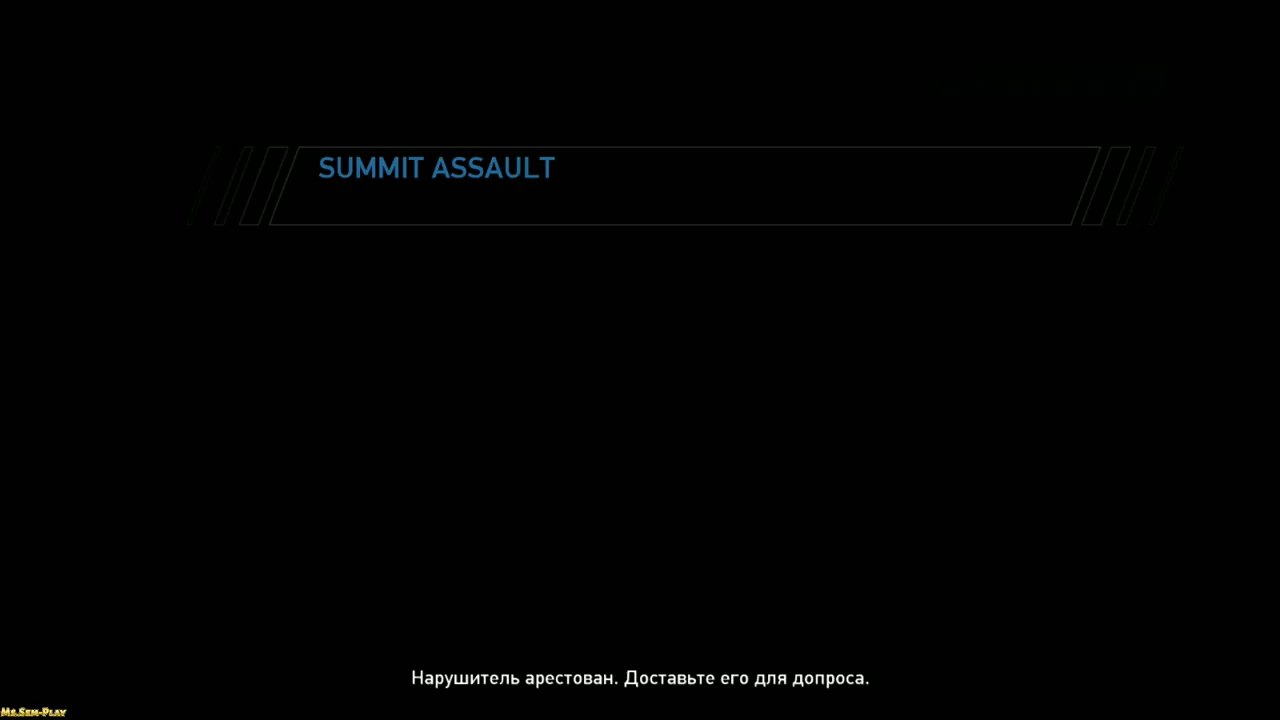 SUMMIT ASSAULT
Нарушитель арестован. Доставьте его для допроса.
Mr.Sem-Play